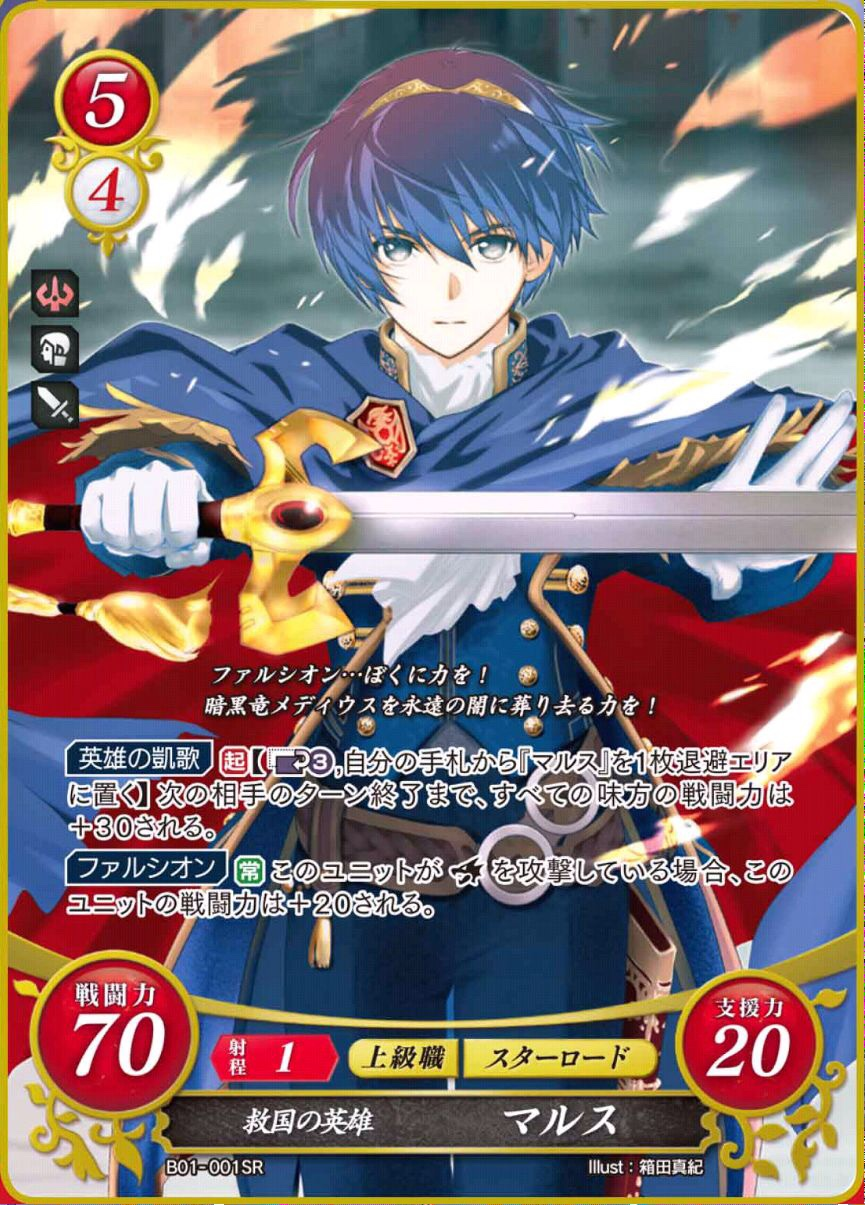 5
4
ファルシオン…ぼくに力を!
暗黒竜メディウスを永遠の闇に葬り去る力を!
英雄の凱歌 起【3,自分の手札から『マルス』を1枚退避エリア
に置く】次の相手のターン終了まで、すべての味方の戦闘力は
+30される。
ファルシオン 常 このユニットが を攻撃している場合、この
ユニットの戦闘力は+20される。
戦闘力
70
射程 1
上級職 スターロード
支援力
20
救国の英雄 マルス
B01-001SR Illust:箱田真紀